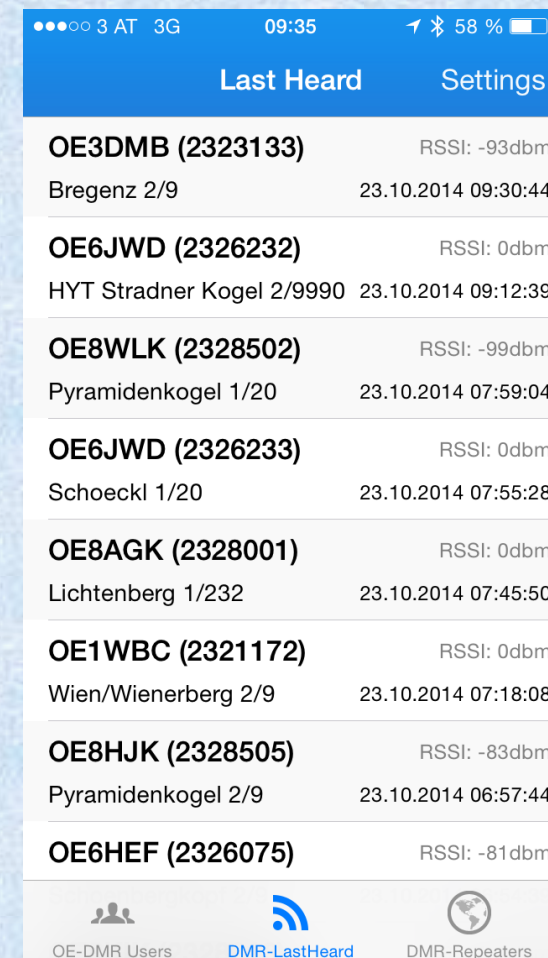 3 AT 3G 09:35 58 %
Last Heard Settings
OE3DMB (2323133) RSSI: -93dbm
Bregenz 2/9 23.10.2014 09:30:44
OE6JWD (2326232) RSSI: 0dbm
HYT Stradner Kogel 2/9990 23.10.2014 09:12:39
OE8WLK (2328502) RSSI: -99dbm
Pyramidenkogel 1/20 23.10.2014 07:59:04
OE6JWD (2326233) RSSI: 0dbm
Schoeckl 1/20 23.10.2014 07:55:28
OE8AGK (2328001) RSSI: 0dbm
Lichtenberg 1/232 23.10.2014 07:45:50
OE1WBC (2321172) RSSI: 0dbm
Wien/Wienerberg 2/9 23.10.2014 07:18:08
OE8HJK (2328505) RSSI: -83dbm
Pyramidenkogel 2/9 23.10.2014 06:57:44
OE6HEF (2326075) RSSI: -81dbm
OE-DMR Users DMR-LastHeard DMR-Repeaters